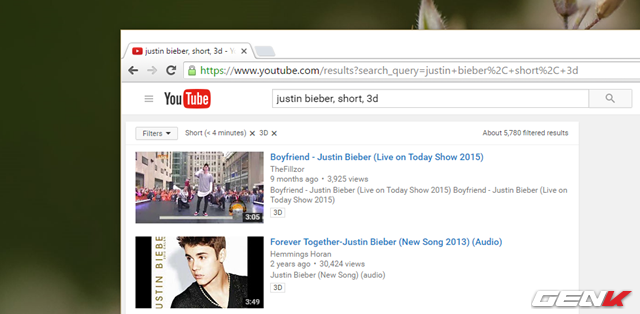 justin bieber, short, 3d - Y
https://www.youtube.com/results?search_query=justin+bieber%2C+short%2C+3d
YouTube
justin bieber, short, 3d
Filters
Short (< 4 minutes)
3D
About 5,780 filtered results
Boyfriend - Justin Bieber (Live on Today Show 2015)
TheFillzor
9 months ago • 3,925 views
Boyfriend - Justin Bieber (Live on Today Show 2015) Boyfriend - Justin Bieber (Live on
Today Show 2015)
3D
3:05
Forever Together-Justin Bieber (New Song 2013) (Audio)
Hemmings Horan
2 years ago • 30,424 views
Justin Bieber (New Song) (audio)
3D
JUSTIN BIEBE
3:49
GENK